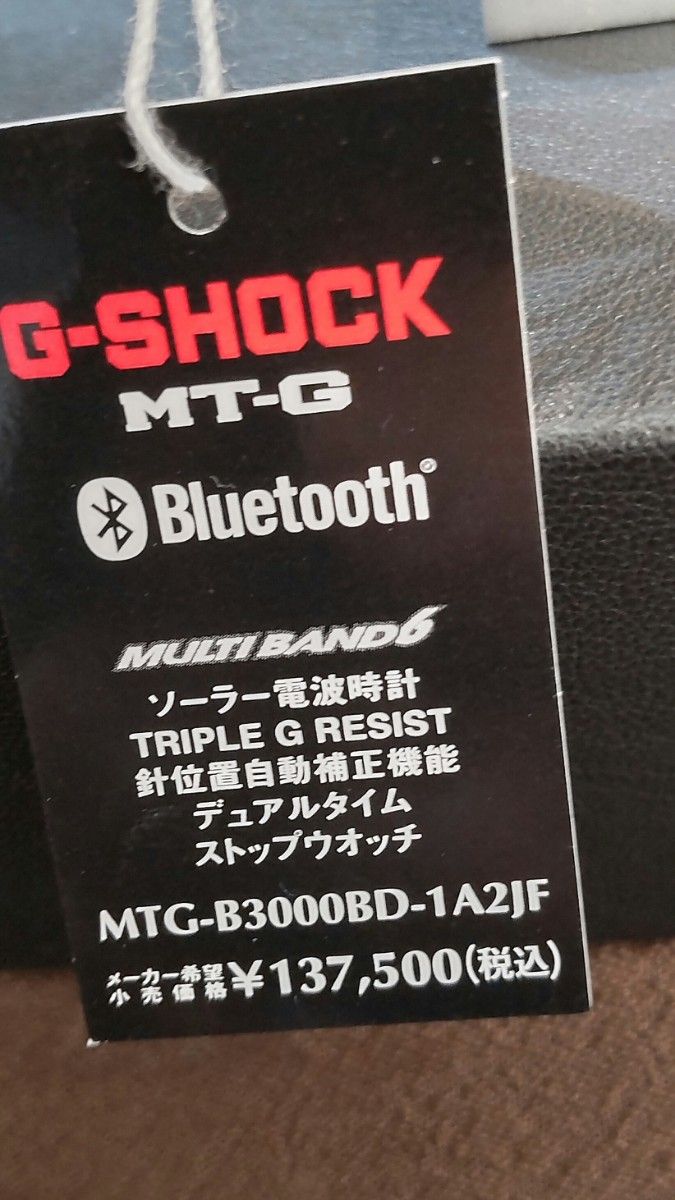 G-SHOCK
MT-G
Bluetooth®
MULTI BAND 6
ソーラー電波時計
TRIPLE G RESIST
針位置自動補正機能
デュアルタイム
ストップウオッチ
MTG-B3000BD-1A2JF
メーカー希望小売価格 ¥137,500(税込)